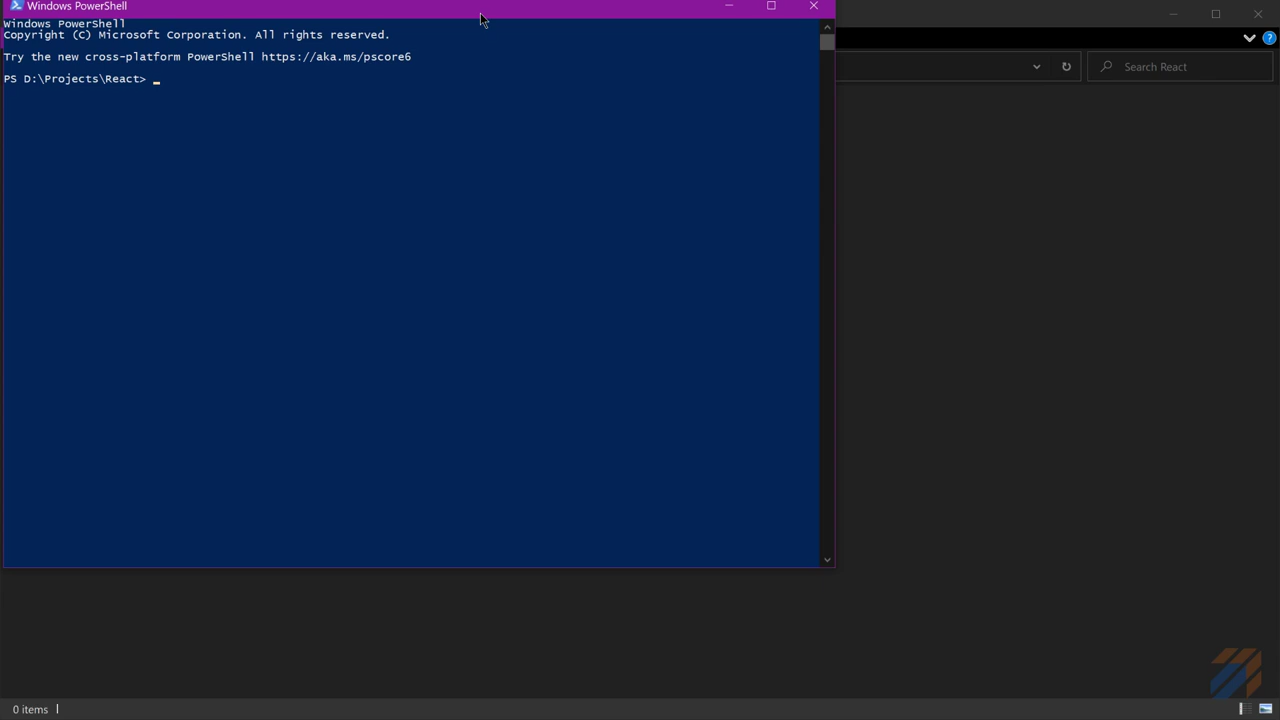 Windows PowerShell
Windows PowerShell
Copyright (C) Microsoft Corporation. All rights reserved.
Try the new cross-platform PowerShell https://aka.ms/pscore6
PS D:\Projects\React> _
Search React
0 items